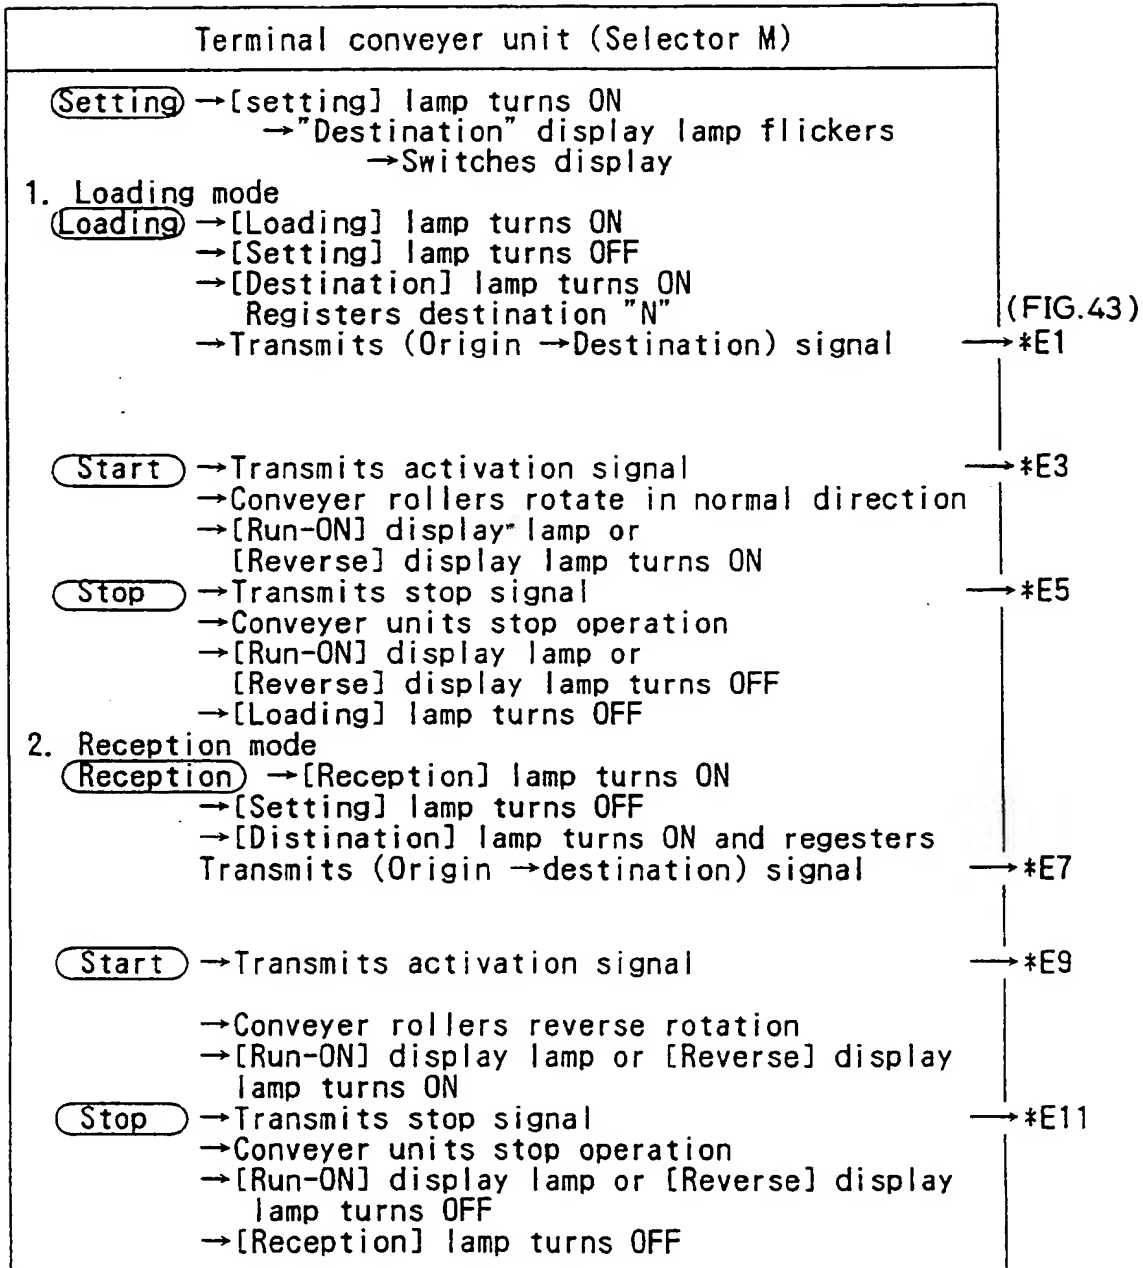 Terminal conveyer unit (Selector M)
Setting →[setting] lamp turns ON
→"Destination" display lamp flickers
→Switches display
1. Loading mode
Loading →[Loading] lamp turns ON
→[Setting] lamp turns OFF
→[Destination] lamp turns ON
Registers destination "N"
(FIG.43)
→Transmits (Origin →Destination) signal →*E1
Start →Transmits activation signal →*E3
→Conveyer rollers rotate in normal direction
→[Run-ON] display lamp or
[Reverse] display lamp turns ON
Stop →Transmits stop signal →*E5
→Conveyer units stop operation
→[Run-ON] display lamp or
[Reverse] display lamp turns OFF
→[Loading] lamp turns OFF
2. Reception mode
Reception →[Reception] lamp turns ON
→[Setting] lamp turns OFF
→[Distination] lamp turns ON and regesters
Transmits (Origin →destination) signal →*E7
Start →Transmits activation signal →*E9
→Conveyer rollers reverse rotation
→[Run-ON] display lamp or [Reverse] display
lamp turns ON
Stop →Transmits stop signal →*E11
→Conveyer units stop operation
→[Run-ON] display lamp or [Reverse] display
lamp turns OFF
→[Reception] lamp turns OFF